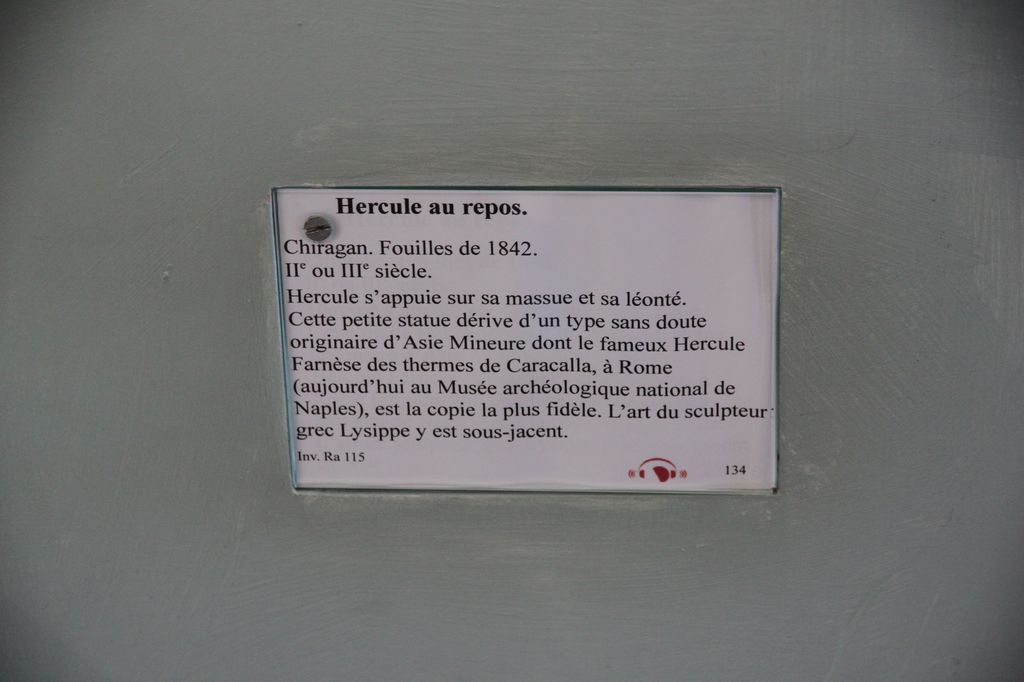 Hercule au repos.
Chiragan. Fouilles de 1842.
IIe ou IIIe siècle.
Hercule s'appuie sur sa massue et sa léonté.
Cette petite statue dérive d'un type sans doute
originaire d'Asie Mineure dont le fameux Hercule
Farnèse des thermes de Caracalla, à Rome
(aujourd'hui au Musée archéologique national de
Naples), est la copie la plus fidèle. L'art du sculpteur
grec Lysippe y est sous-jacent.
Inv. Ra 115
134